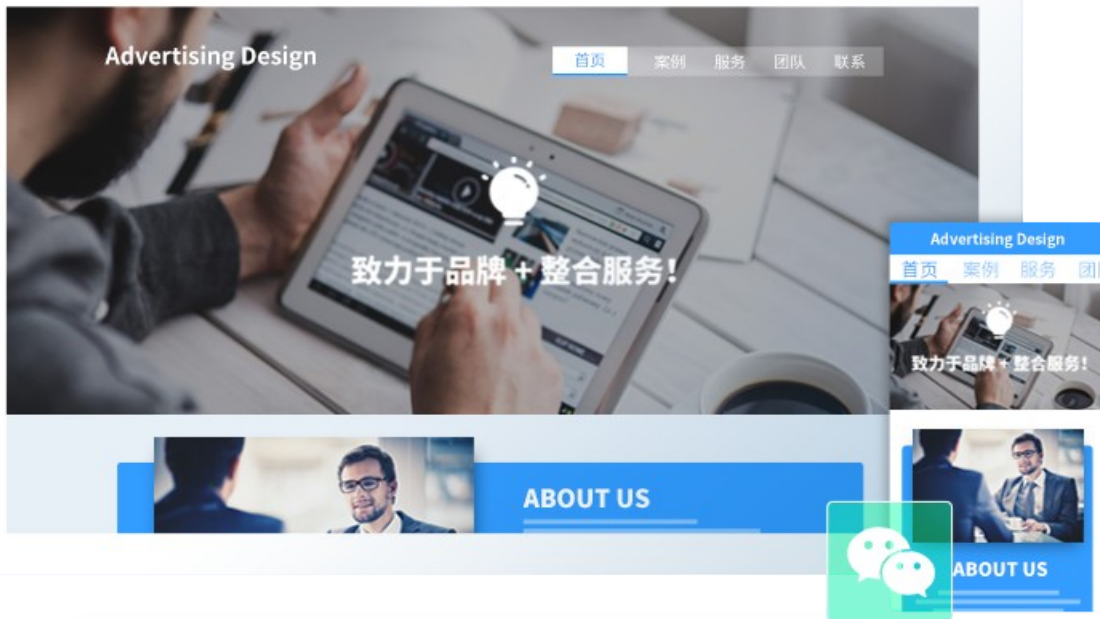 Advertising Design
首页 案例 服务 团队 联系
致力于品牌 + 整合服务!
ABOUT US
Advertising Design
首页 案例 服务
致力于品牌 + 整合服务!
ABOUT US